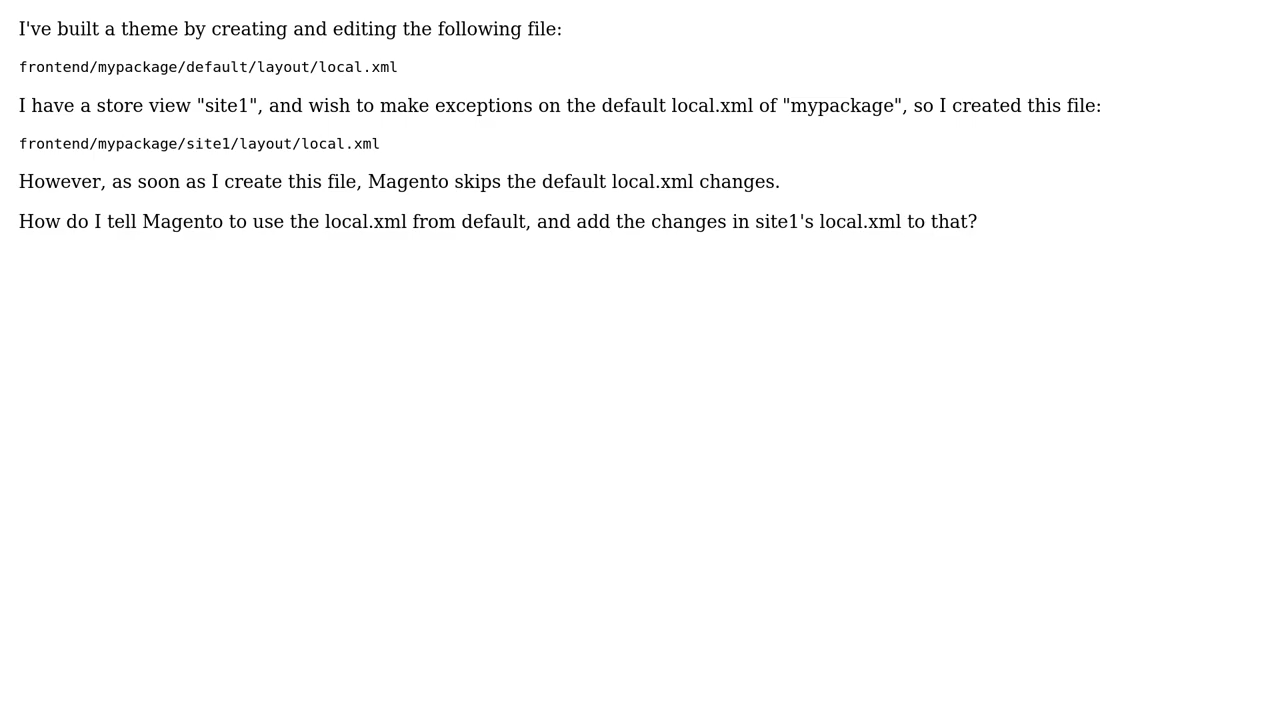 I've built a theme by creating and editing the following file:
frontend/mypackage/default/layout/local.xml
I have a store view "site1", and wish to make exceptions on the default local.xml of "mypackage", so I created this file:
frontend/mypackage/site1/layout/local.xml
However, as soon as I create this file, Magento skips the default local.xml changes.
How do I tell Magento to use the local.xml from default, and add the changes in site1's local.xml to that?